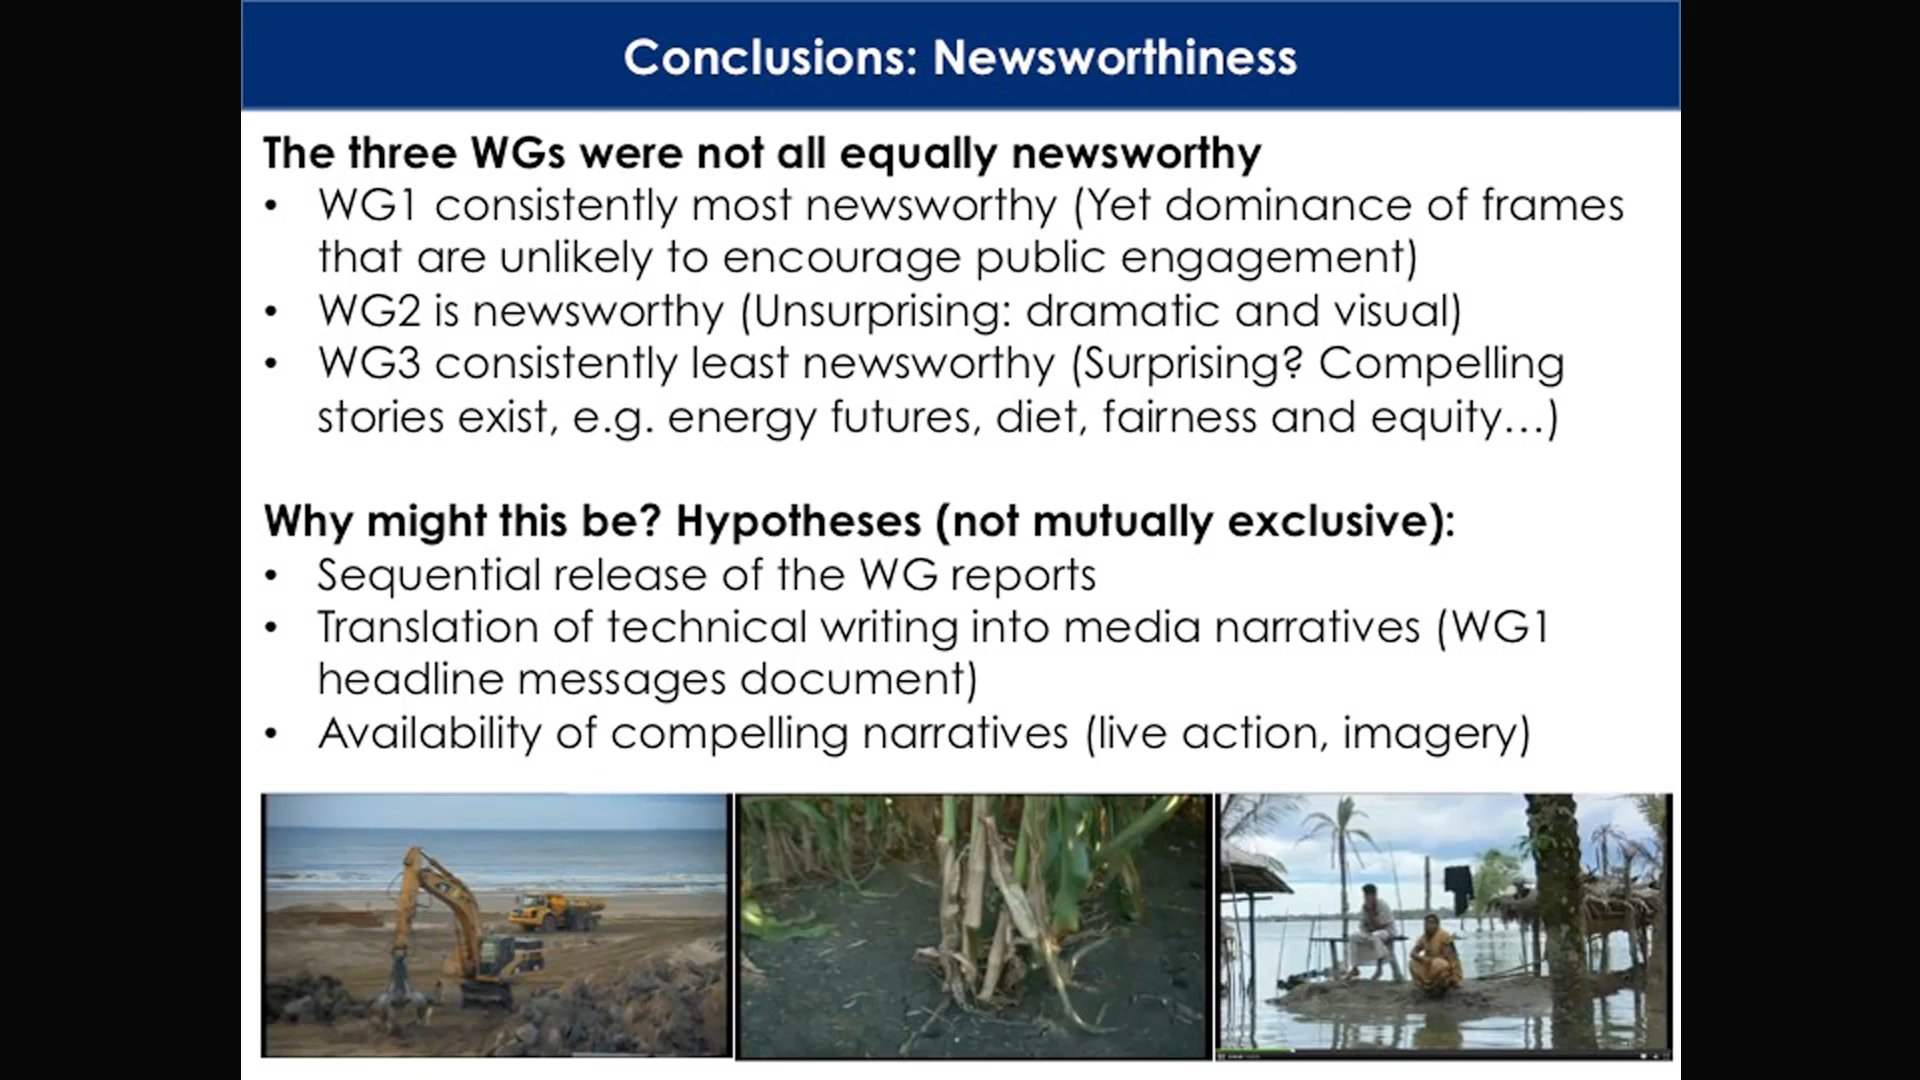 Conclusions: Newsworthiness
The three WGs were not all equally newsworthy
• WG1 consistently most newsworthy (Yet dominance of frames
that are unlikely to encourage public engagement)
• WG2 is newsworthy (Unsurprising: dramatic and visual)
• WG3 consistently least newsworthy (Surprising? Compelling
stories exist, e.g. energy futures, diet, fairness and equity…)
Why might this be? Hypotheses (not mutually exclusive):
• Sequential release of the WG reports
• Translation of technical writing into media narratives (WG1
headline messages document)
• Availability of compelling narratives (live action, imagery)